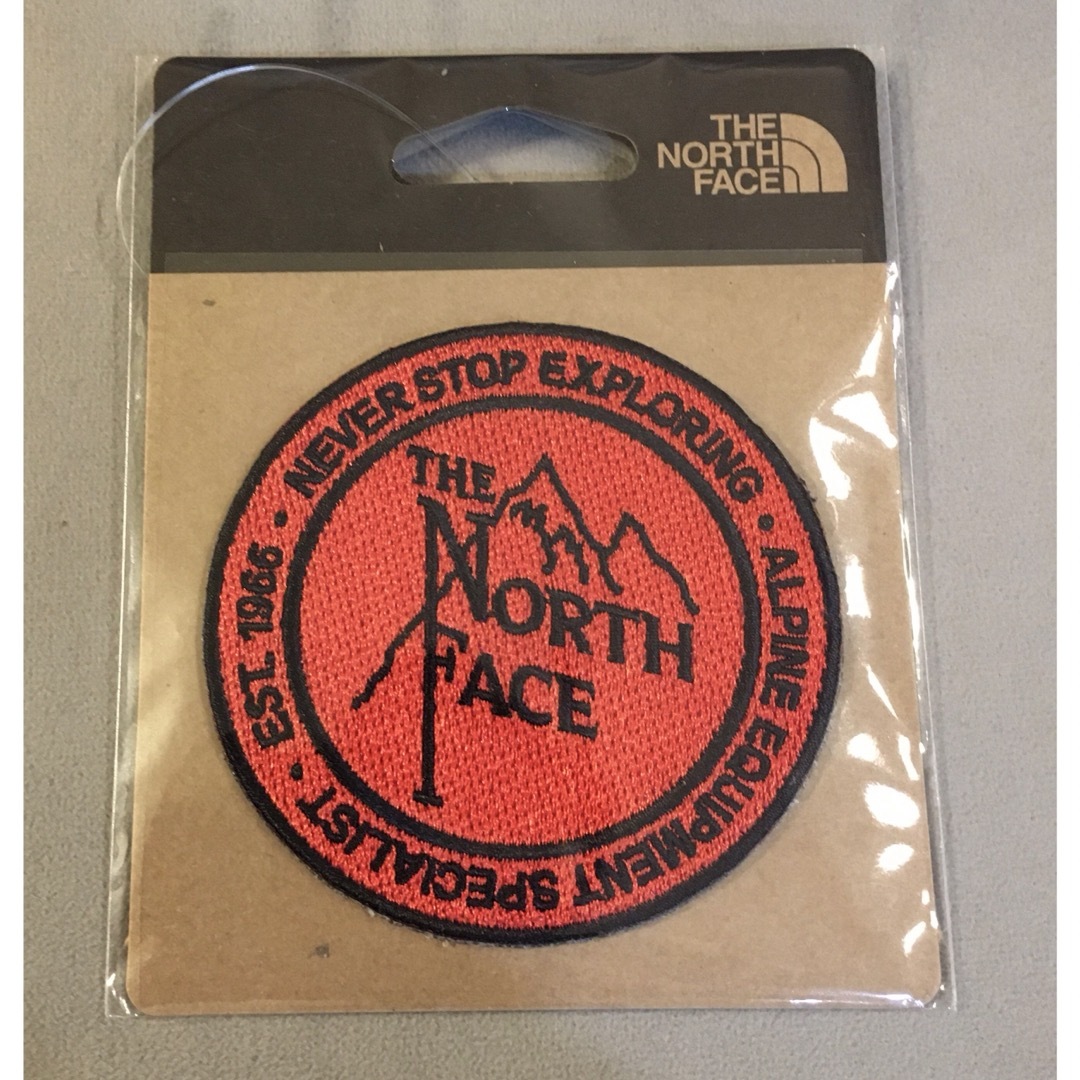 THE
NORTH
FACE
NEVER STOP EXPLORING • ALPINE EQUIPMENT SPECIALIST • EST. 1966 •
THE
NORTH
FACE